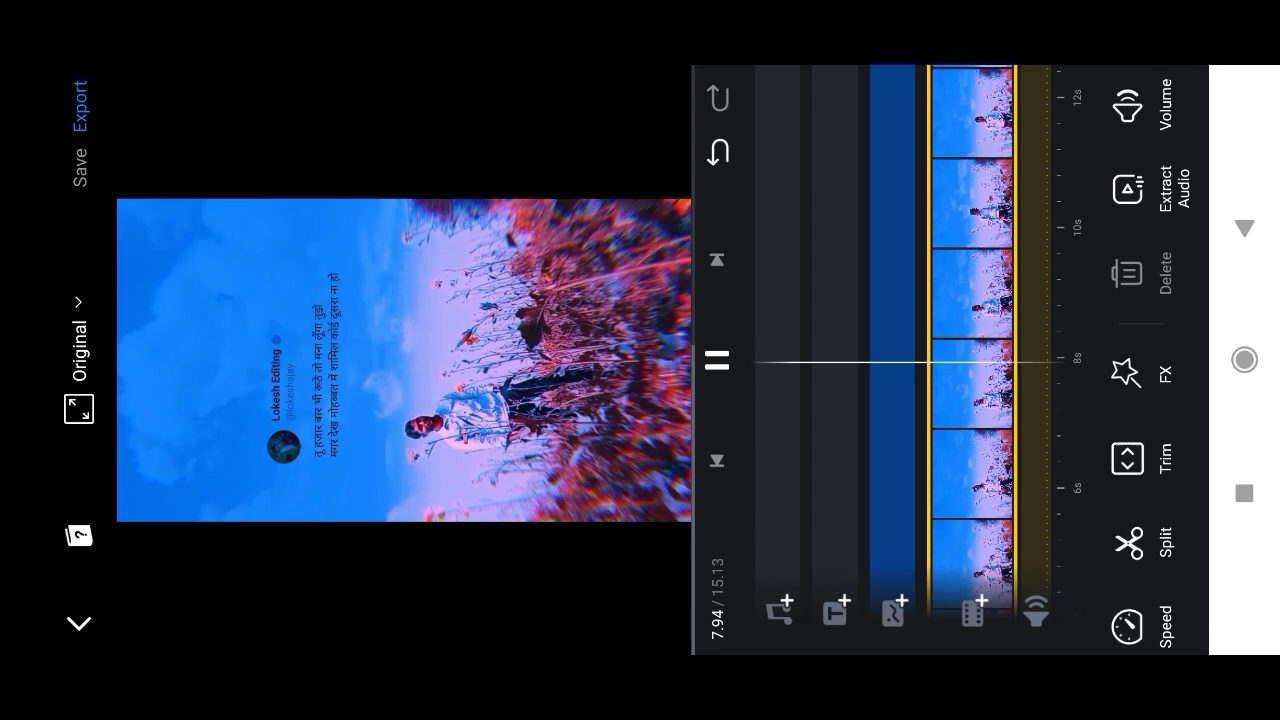 Original
Save
Export
Lokesh Editing
@lokeshajay
तू हज़ार बार भी रूठे तो मना लूँगा तुझे
मगर देख मोहब्बत में शामिल कोई दूसरा ना हो
7.94 / 15.13
6s
8s
10s
12s
Speed
Split
Trim
FX
Delete
Extract
Audio
Volume